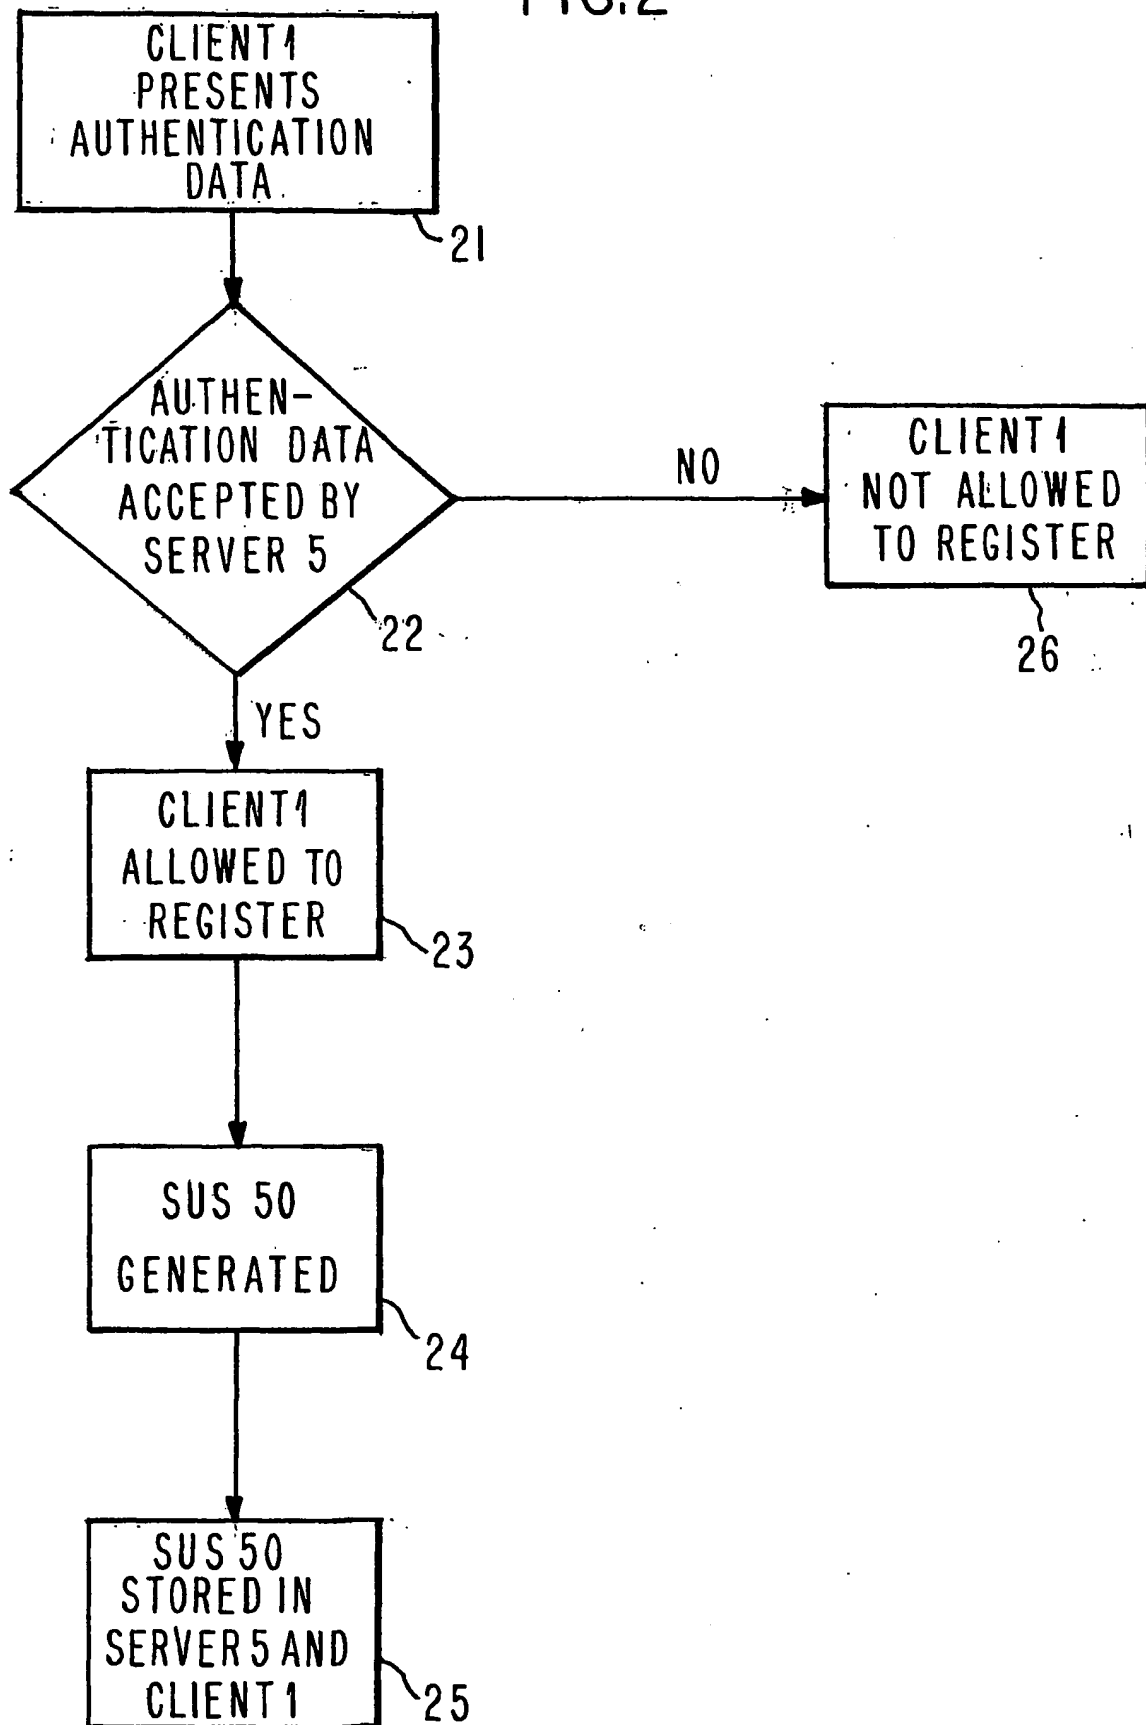 FIG.2
CLIENT 1
PRESENTS
AUTHENTICATION
DATA
21
AUTHEN-
TICATION DATA
ACCEPTED BY
SERVER 5
22
NO
CLIENT 1
NOT ALLOWED
TO REGISTER
26
YES
CLIENT 1
ALLOWED TO
REGISTER
23
SUS 50
GENERATED
24
SUS 50
STORED IN
SERVER 5 AND
CLIENT 1
25